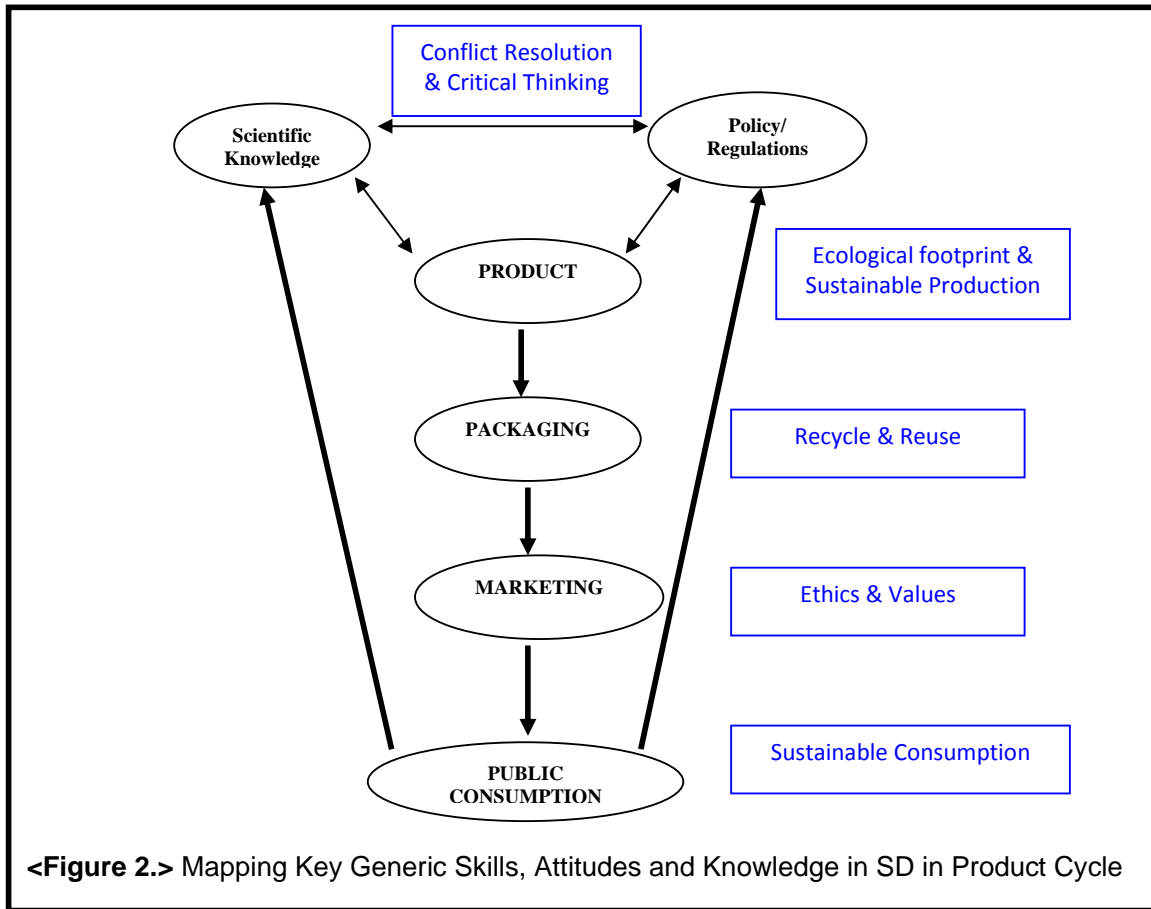 Conflict Resolution
& Critical Thinking
Scientific
Knowledge
Policy/
Regulations
PRODUCT
Ecological footprint &
Sustainable Production
PACKAGING
Recycle & Reuse
MARKETING
Ethics & Values
PUBLIC
CONSUMPTION
Sustainable Consumption
<Figure 2.> Mapping Key Generic Skills, Attitudes and Knowledge in SD in Product Cycle